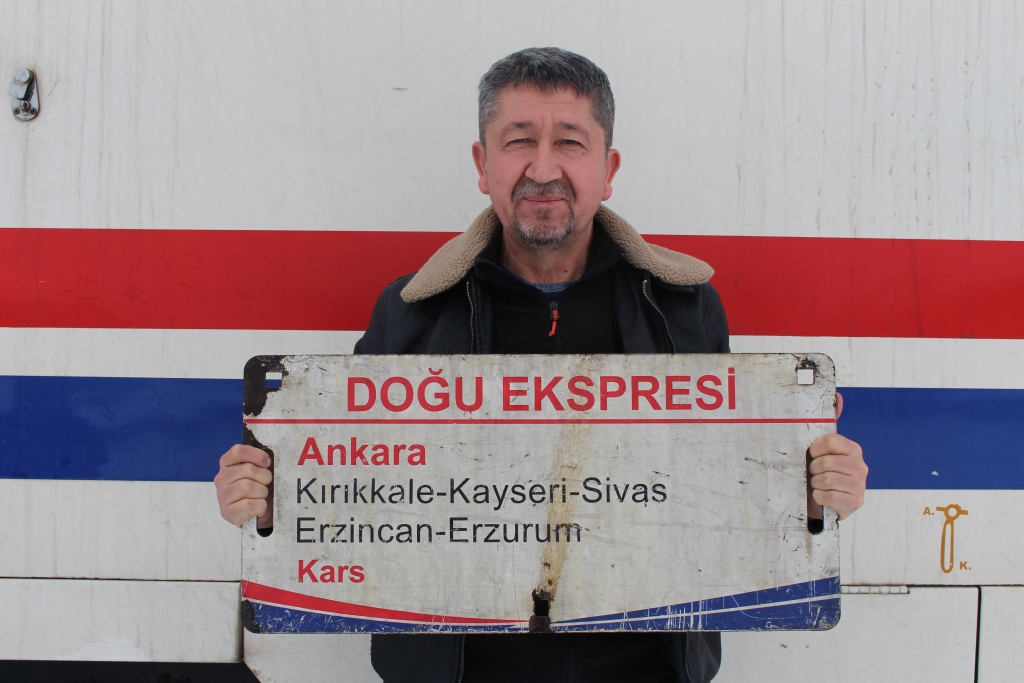 DOĞU EKSPRESİ
Ankara
Kırıkkale-Kayseri-Sivas
Erzincan-Erzurum
Kars
A.
K.